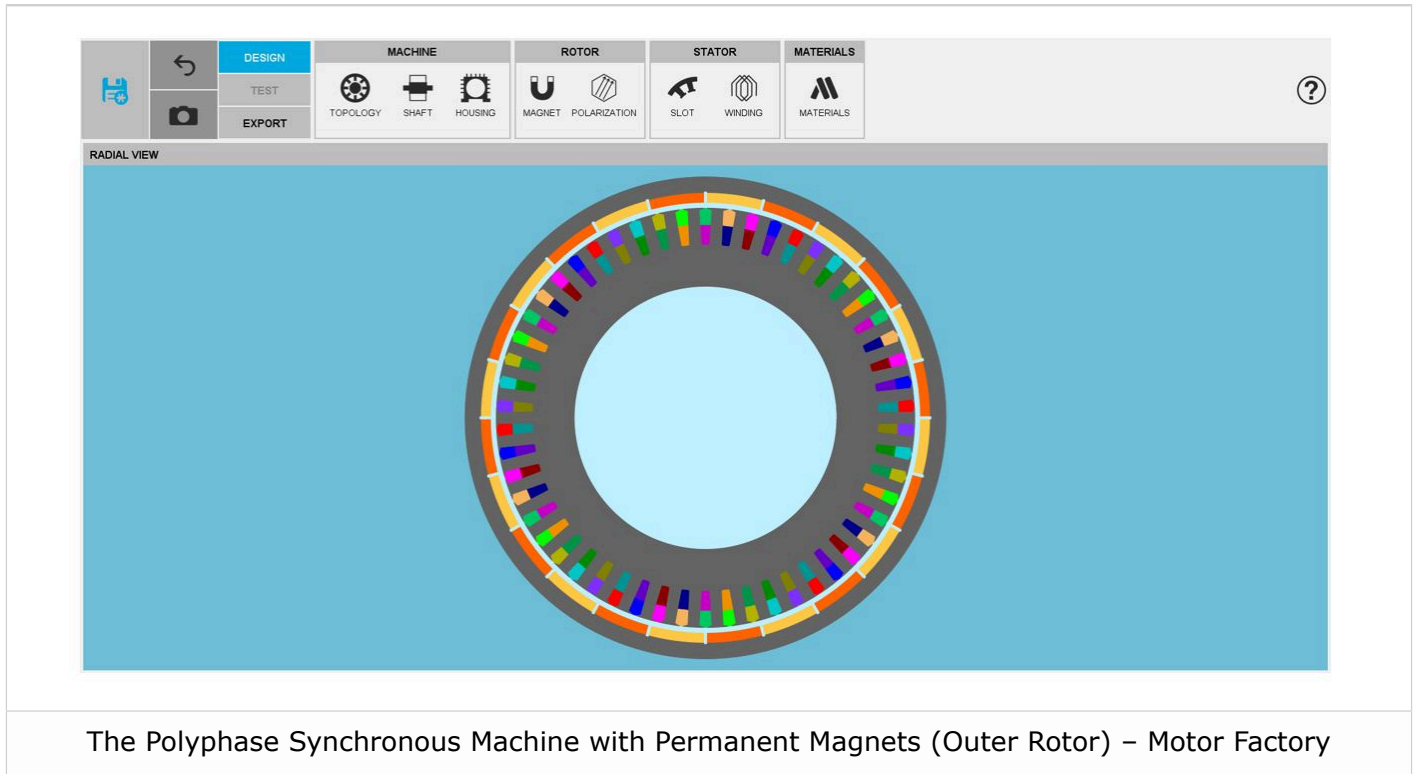 DESIGN
TEST
EXPORT
MACHINE
TOPOLOGY SHAFT HOUSING
ROTOR
MAGNET POLARIZATION
STATOR
SLOT WINDING
MATERIALS
MATERIALS
?
RADIAL VIEW
The Polyphase Synchronous Machine with Permanent Magnets (Outer Rotor) – Motor Factory